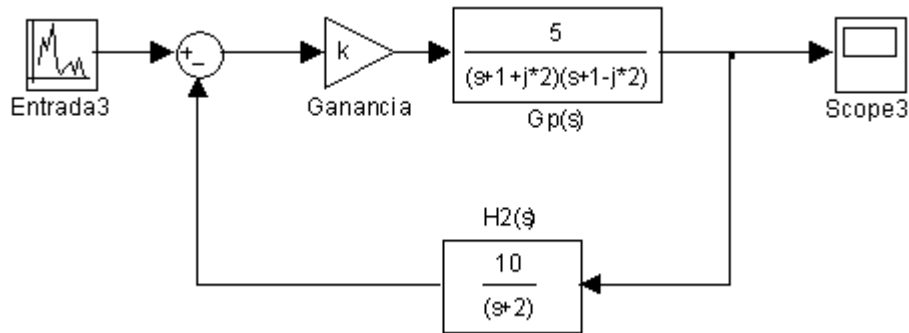 +
−
k
5
(s+1+j*2)(s+1-j*2)
Entrada3
Ganancia
Gp(s)
Scope3
H2(s)
10
(s+2)